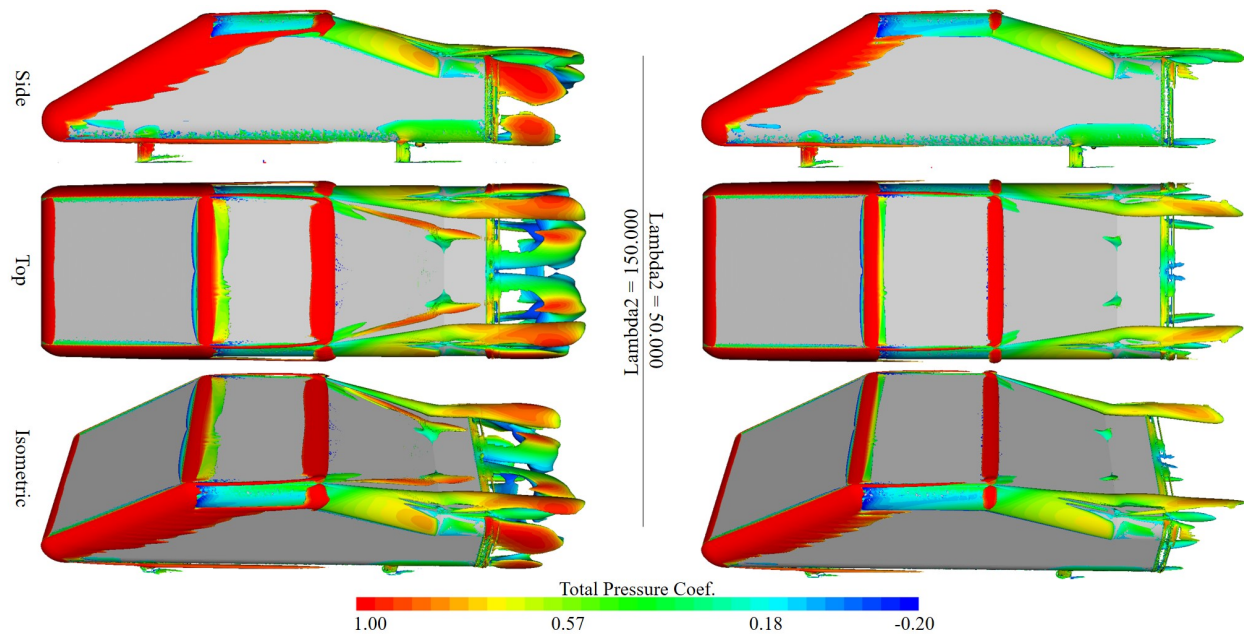 Side
Top
Isometric
Lambda2 = 150.000
Lambda2 = 50.000
Total Pressure Coef.
1.00 0.57 0.18 -0.20